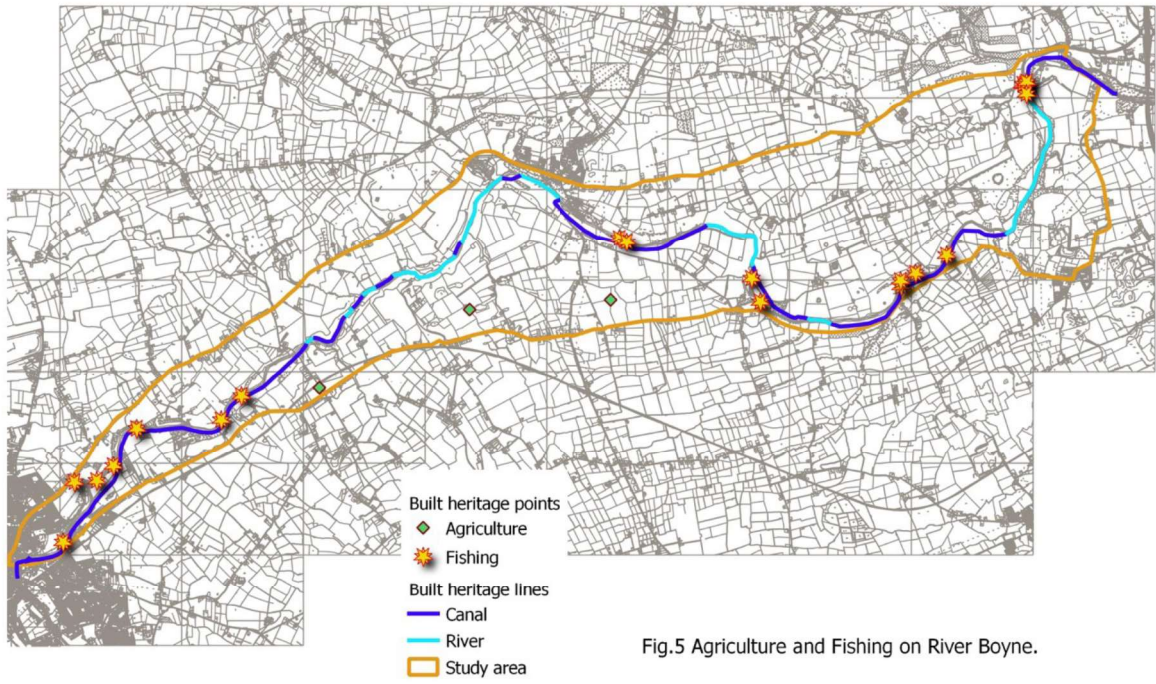 Built heritage points
Agriculture
Fishing
Built heritage lines
Canal
River
Study area
Fig.5 Agriculture and Fishing on River Boyne.